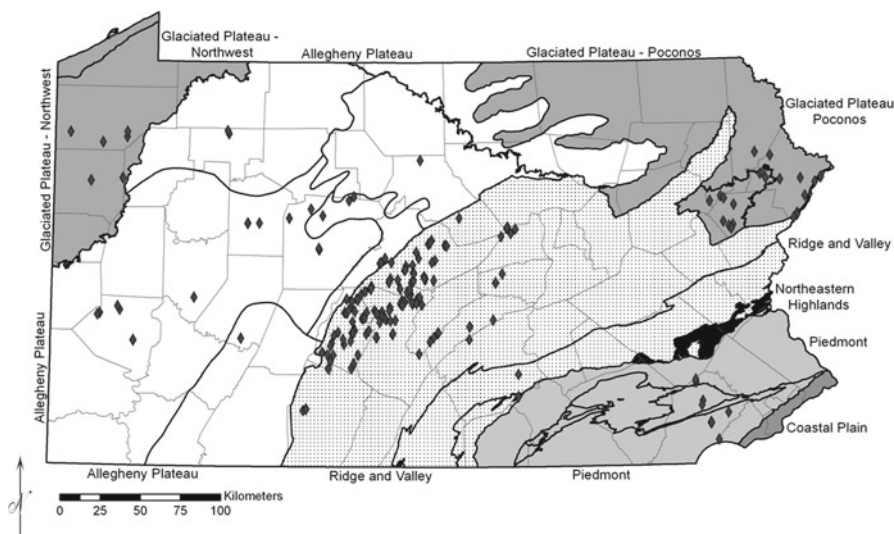 Glaciated Plateau -
Northwest
Allegheny Plateau
Glaciated Plateau - Poconos
Glaciated Plateau - Northwest
Glaciated Plateau
Poconos
Ridge and Valley
Northeastern
Highlands
Piedmont
Allegheny Plateau
Coastal Plain
Allegheny Plateau
Ridge and Valley
Piedmont
N
Kilometers
0 25 50 75 100